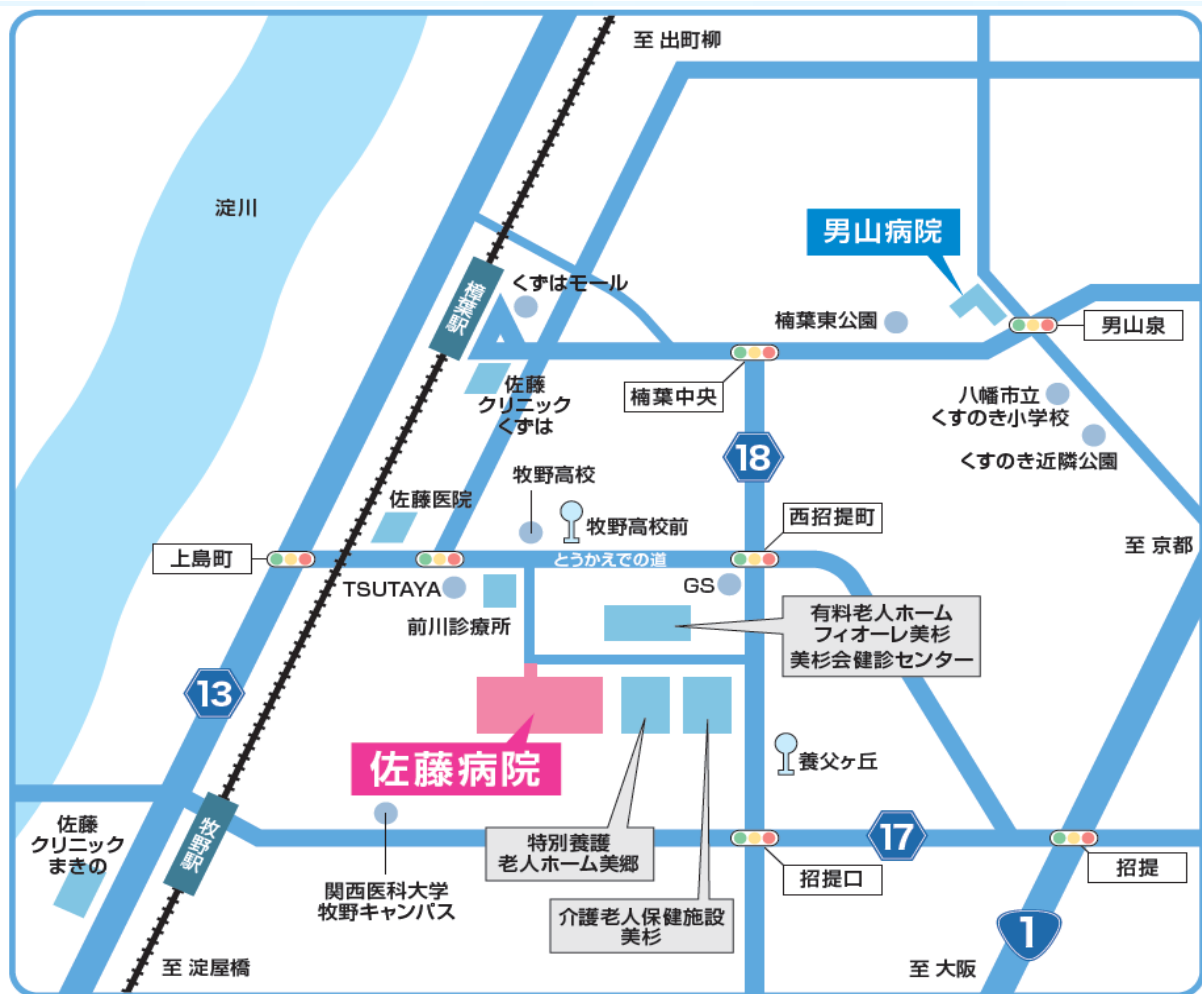 至 出町柳
淀川
男山病院
くずはモール
樟葉駅
楠葉東公園
男山泉
佐藤
クリニック
くずは
楠葉中央
八幡市立
くすのき小学校
18
くすのき近隣公園
牧野高校
佐藤医院
牧野高校前
西招提町
至 京都
上島町
とうかえでの道
TSUTAYA
GS
前川診療所
有料老人ホーム
フィオーレ美杉
美杉会健診センター
13
佐藤病院
養父ヶ丘
佐藤
クリニック
まきの
牧野駅
17
特別養護
老人ホーム美郷
招提口
招提
関西医科大学
牧野キャンパス
介護老人保健施設
美杉
1
至 淀屋橋
至 大阪